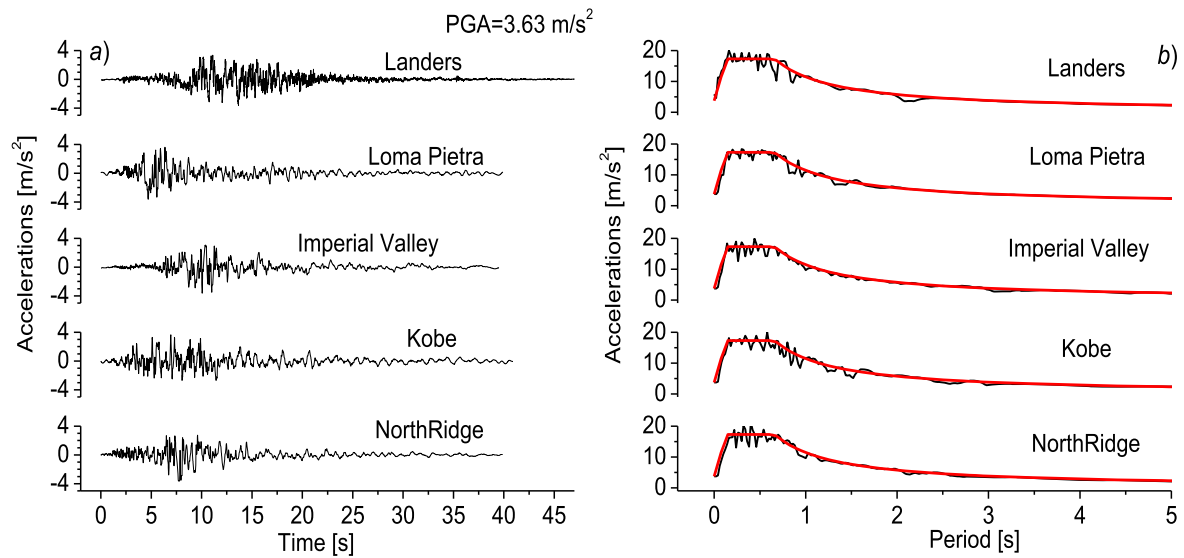 PGA=3.63 m/s²
a)
Accelerations [m/s²]
4
0
-4
Landers
4
0
-4
Loma Pietra
4
0
-4
Imperial Valley
4
0
-4
Kobe
4
0
-4
NorthRidge
0 5 10 15 20 25 30 35 40 45
Time [s]
b)
Accelerations [m/s²]
20
10
0
Landers
20
10
0
Loma Pietra
20
10
0
Imperial Valley
20
10
0
Kobe
20
10
0
NorthRidge
0 1 2 3 4 5
Period [s]